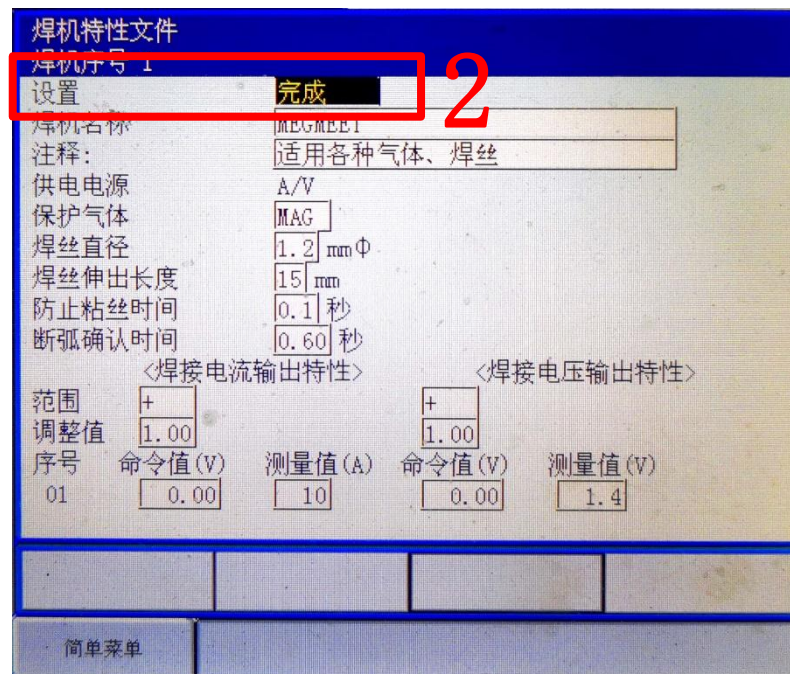 焊机特性文件
焊机序号 1
2
设置 完成
焊机名称 MEGMEET
注释: 适用各种气体、焊丝
供电电源 A/V
保护气体 MAG
焊丝直径 1.2 mmΦ
焊丝伸出长度 15 mm
防止粘丝时间 0.1 秒
断弧确认时间 0.60 秒
<焊接电流输出特性> <焊接电压输出特性>
范围 + +
调整值 1.00 1.00
序号 命令值(V) 测量值(A) 命令值(V) 测量值(V)
01 0.00 10 0.00 1.4
简单菜单